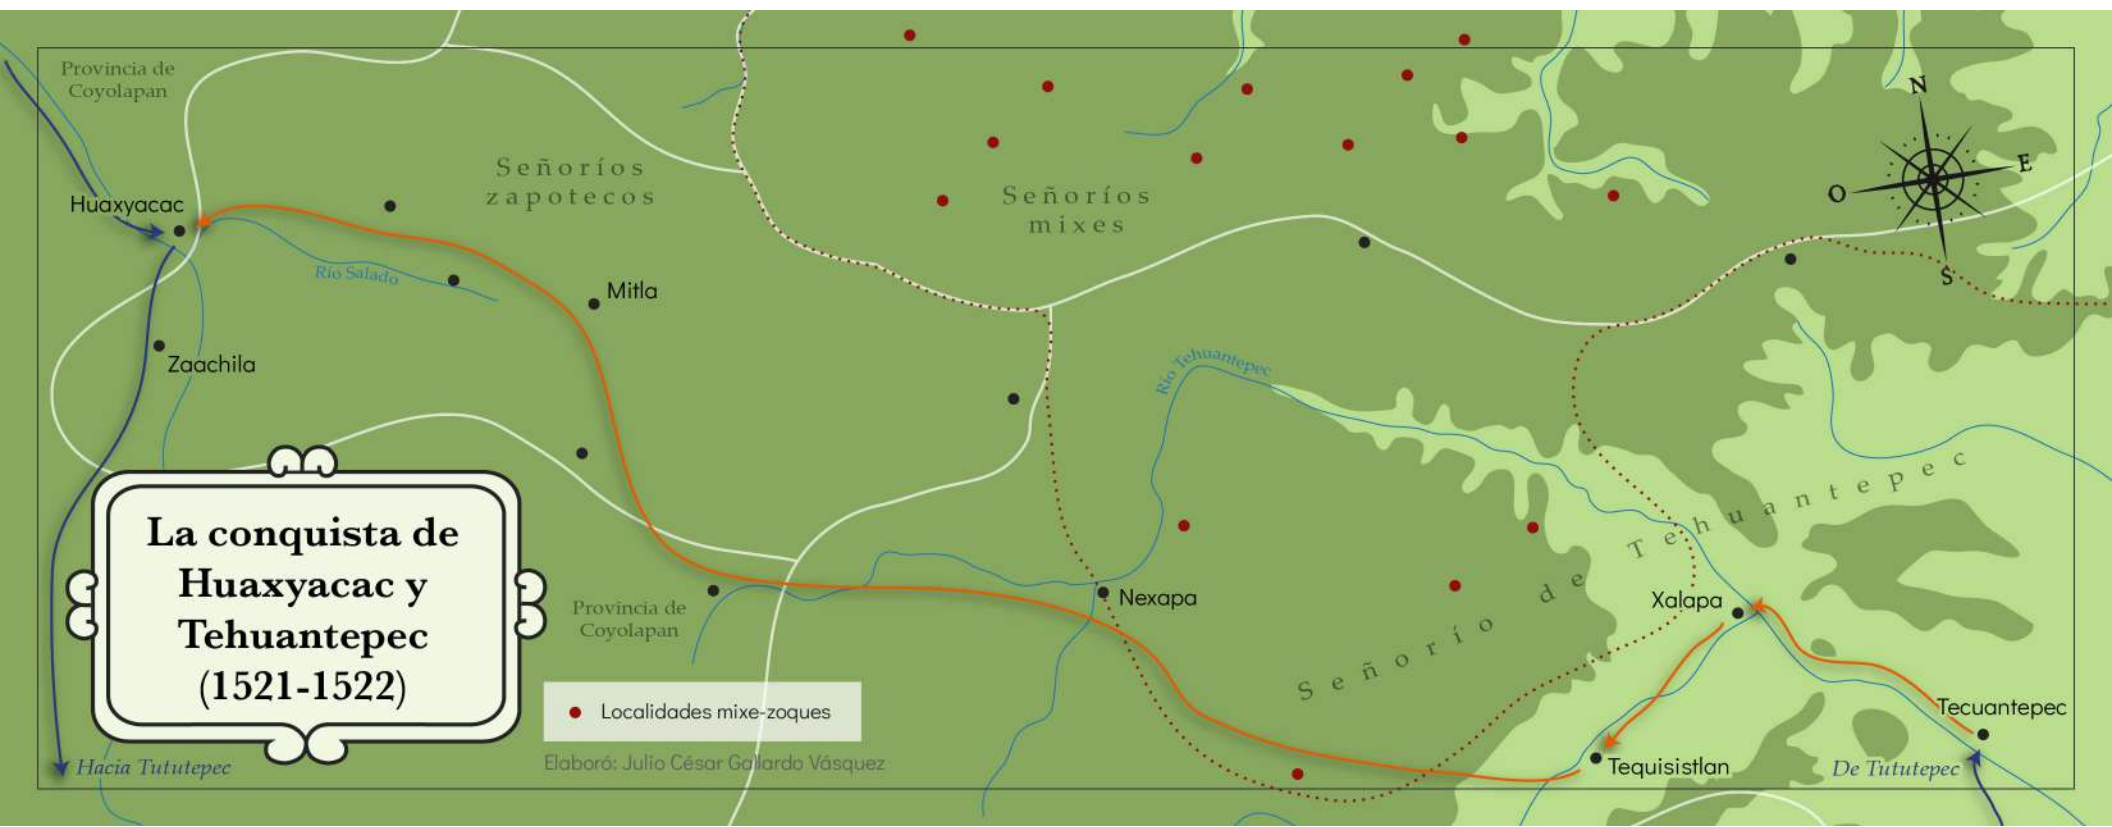 Provincia de
Coyolapan
N
E
O
S
Señoríos
zapotecos
Señoríos
mixes
Huaxyacac
Río Salado
Mitla
Zaachila
Río Tehuantepec
Señorío de Tehuantepec
La conquista de
Huaxyacac y
Tehuantepec
(1521-1522)
Provincia de
Coyolapan
Nexapa
Xalapa
Tecuantepec
Localidades mixe-zoques
Elaboró: Julio César Gallardo Vásquez
Hacia Tututepec
Tequisistlan
De Tututepec